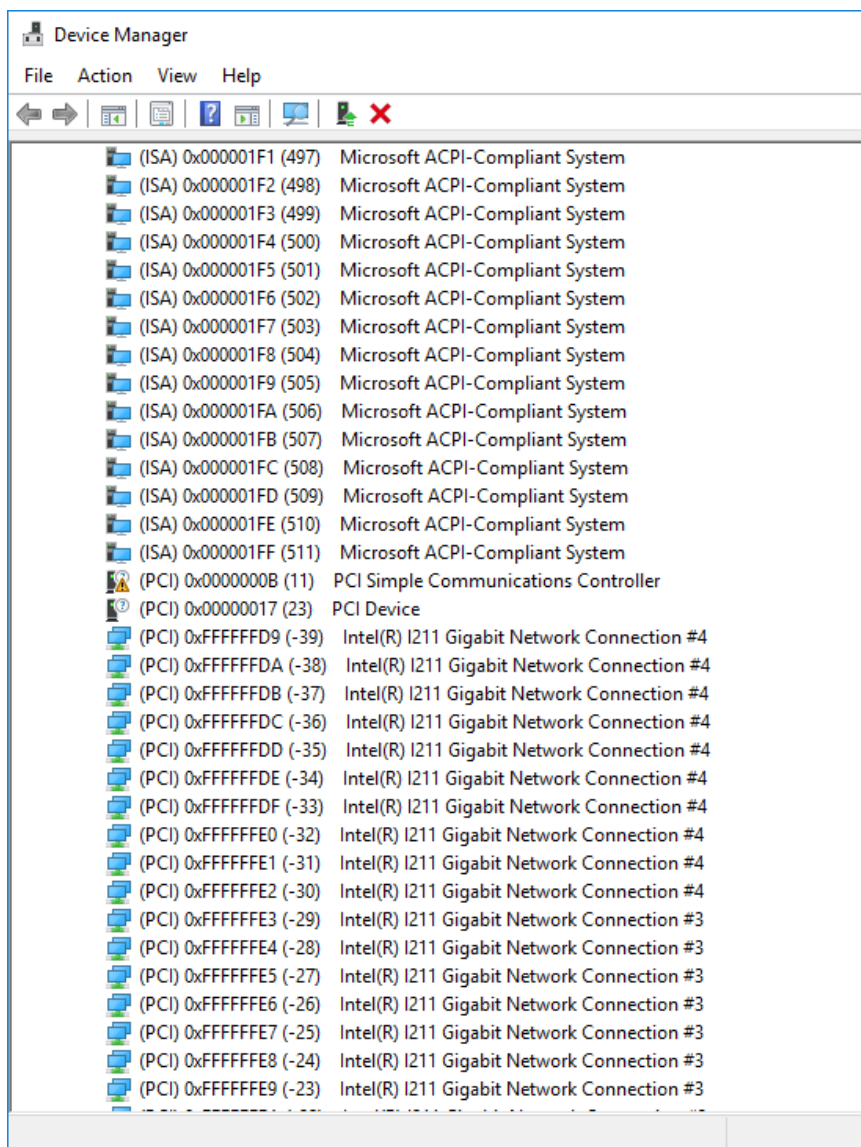 Device Manager
File Action View Help
(ISA) 0x000001F1 (497) Microsoft ACPI-Compliant System
(ISA) 0x000001F2 (498) Microsoft ACPI-Compliant System
(ISA) 0x000001F3 (499) Microsoft ACPI-Compliant System
(ISA) 0x000001F4 (500) Microsoft ACPI-Compliant System
(ISA) 0x000001F5 (501) Microsoft ACPI-Compliant System
(ISA) 0x000001F6 (502) Microsoft ACPI-Compliant System
(ISA) 0x000001F7 (503) Microsoft ACPI-Compliant System
(ISA) 0x000001F8 (504) Microsoft ACPI-Compliant System
(ISA) 0x000001F9 (505) Microsoft ACPI-Compliant System
(ISA) 0x000001FA (506) Microsoft ACPI-Compliant System
(ISA) 0x000001FB (507) Microsoft ACPI-Compliant System
(ISA) 0x000001FC (508) Microsoft ACPI-Compliant System
(ISA) 0x000001FD (509) Microsoft ACPI-Compliant System
(ISA) 0x000001FE (510) Microsoft ACPI-Compliant System
(ISA) 0x000001FF (511) Microsoft ACPI-Compliant System
(PCI) 0x0000000B (11) PCI Simple Communications Controller
(PCI) 0x00000017 (23) PCI Device
(PCI) 0xFFFFFFD9 (-39) Intel(R) I211 Gigabit Network Connection #4
(PCI) 0xFFFFFFDA (-38) Intel(R) I211 Gigabit Network Connection #4
(PCI) 0xFFFFFFDB (-37) Intel(R) I211 Gigabit Network Connection #4
(PCI) 0xFFFFFFDC (-36) Intel(R) I211 Gigabit Network Connection #4
(PCI) 0xFFFFFFDD (-35) Intel(R) I211 Gigabit Network Connection #4
(PCI) 0xFFFFFFDE (-34) Intel(R) I211 Gigabit Network Connection #4
(PCI) 0xFFFFFFDF (-33) Intel(R) I211 Gigabit Network Connection #4
(PCI) 0xFFFFFFE0 (-32) Intel(R) I211 Gigabit Network Connection #4
(PCI) 0xFFFFFFE1 (-31) Intel(R) I211 Gigabit Network Connection #4
(PCI) 0xFFFFFFE2 (-30) Intel(R) I211 Gigabit Network Connection #4
(PCI) 0xFFFFFFE3 (-29) Intel(R) I211 Gigabit Network Connection #3
(PCI) 0xFFFFFFE4 (-28) Intel(R) I211 Gigabit Network Connection #3
(PCI) 0xFFFFFFE5 (-27) Intel(R) I211 Gigabit Network Connection #3
(PCI) 0xFFFFFFE6 (-26) Intel(R) I211 Gigabit Network Connection #3
(PCI) 0xFFFFFFE7 (-25) Intel(R) I211 Gigabit Network Connection #3
(PCI) 0xFFFFFFE8 (-24) Intel(R) I211 Gigabit Network Connection #3
(PCI) 0xFFFFFFE9 (-23) Intel(R) I211 Gigabit Network Connection #3